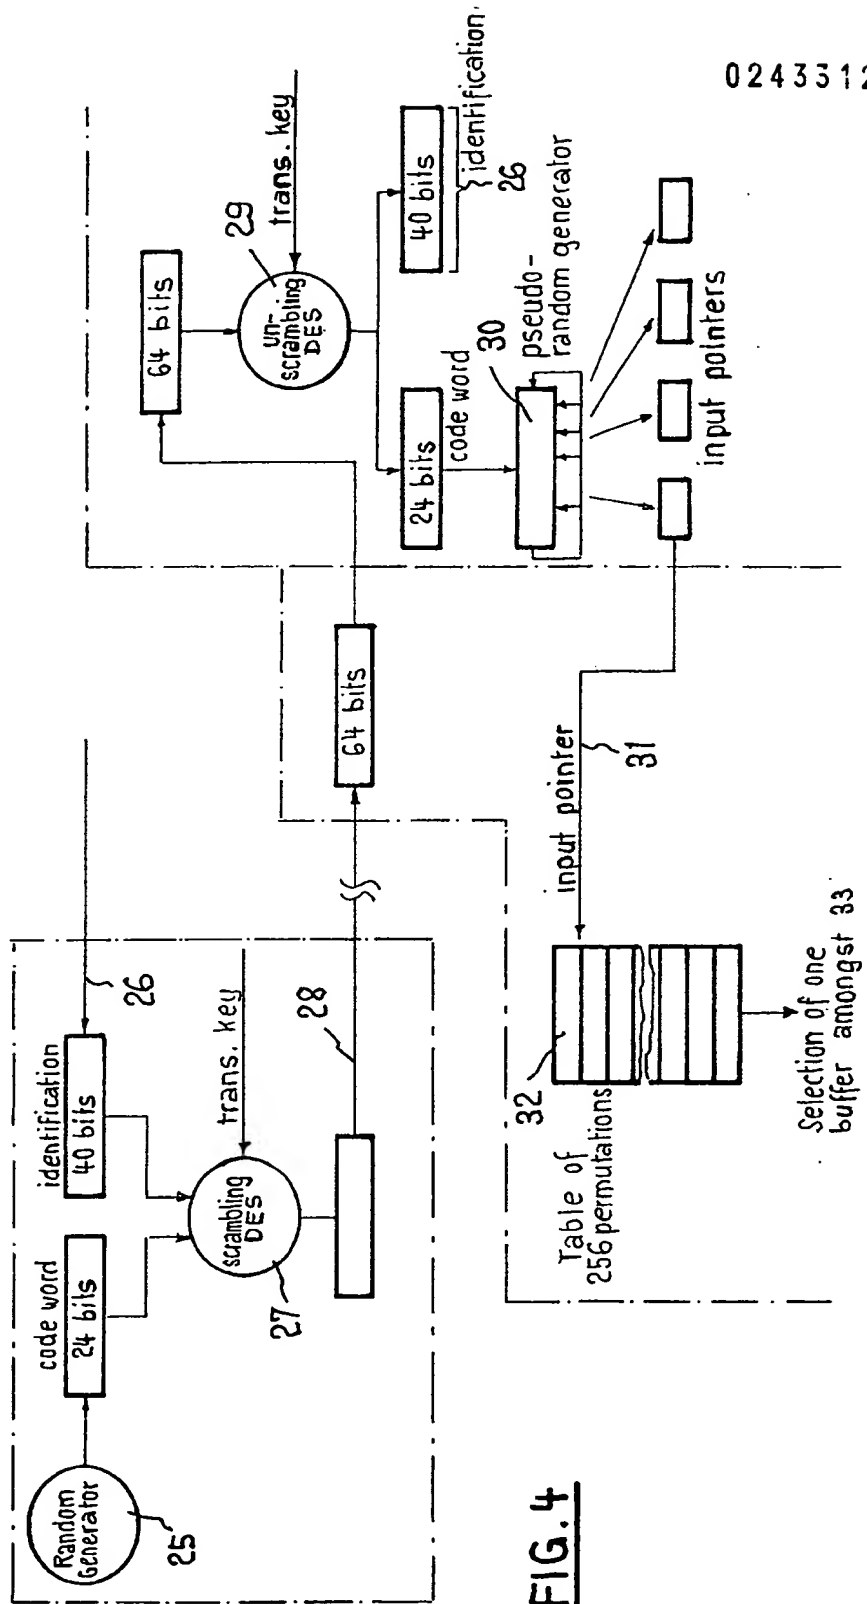 0243312
Random
Generator
25
code word
24 bits
identification
40 bits
26
scrambling
DES
27
trans. key
28
64 bits
64 bits
un-
scrambling
DES
29
trans. key
24 bits
code word
40 bits
identification.
26
30
pseudo-
random generator
input pointers
input pointer
31
32
Table of
256 permutations
Selection of one
buffer amongst 33
FIG.4